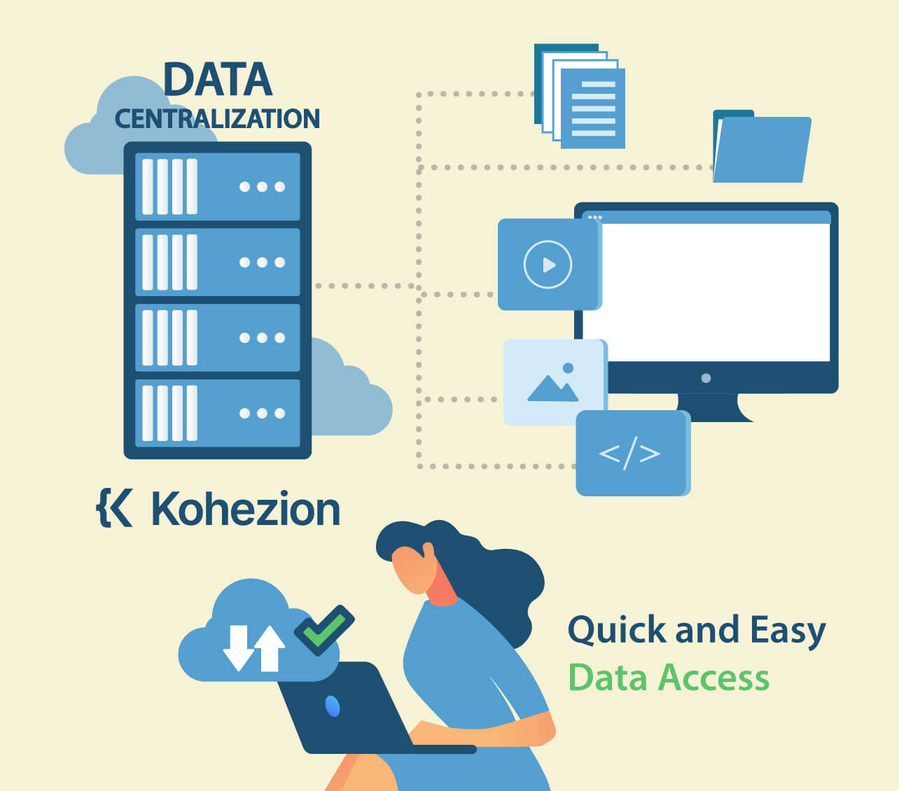 DATA
CENTRALIZATION
</>
Kohezion
Quick and Easy
Data Access